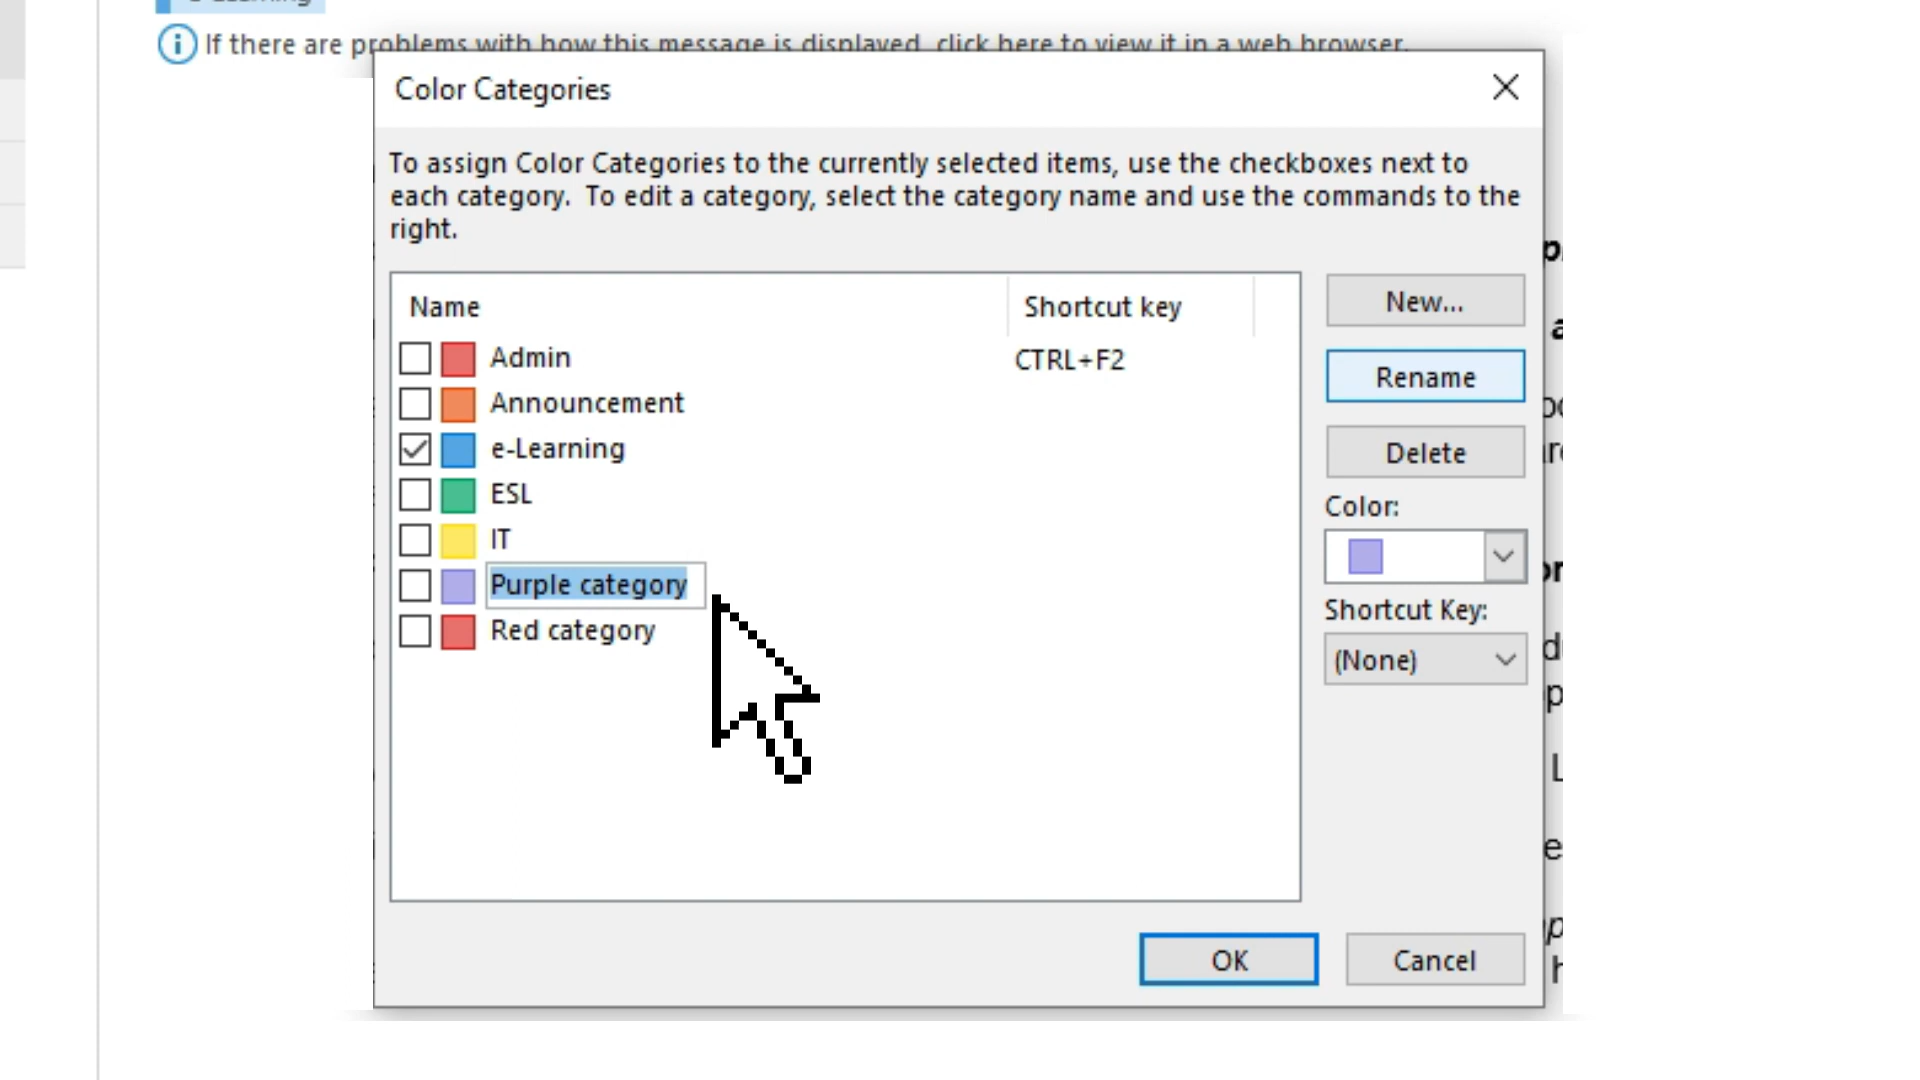 If there are problems with how this message is displayed, click here to view it in a web browser.
Color Categories
To assign Color Categories to the currently selected items, use the checkboxes next to
each category.  To edit a category, select the category name and use the commands to the
right.
Name
Shortcut key
Admin
CTRL+F2
Announcement
e-Learning
ESL
IT
Purple category
Red category
New...
Rename
Delete
Color:
Shortcut Key:
(None)
OK
Cancel